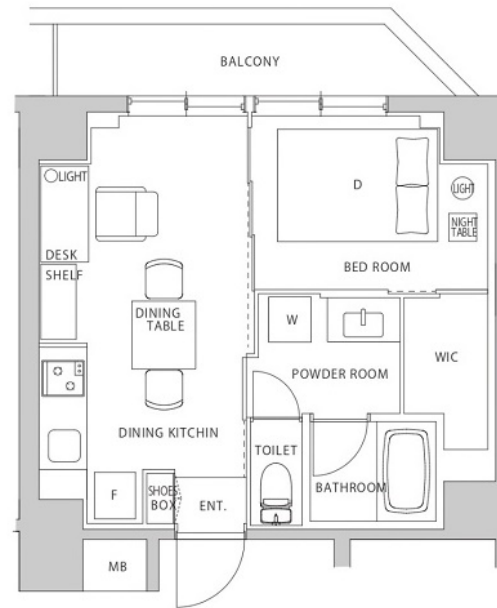 BALCONY
LIGHT
D
LIGHT
NIGHT
TABLE
DESK
SHELF
BED ROOM
DINING
TABLE
W
WIC
POWDER ROOM
DINING KITCHIN
TOILET
F
SHOES
BOX
ENT.
BATHROOM
MB